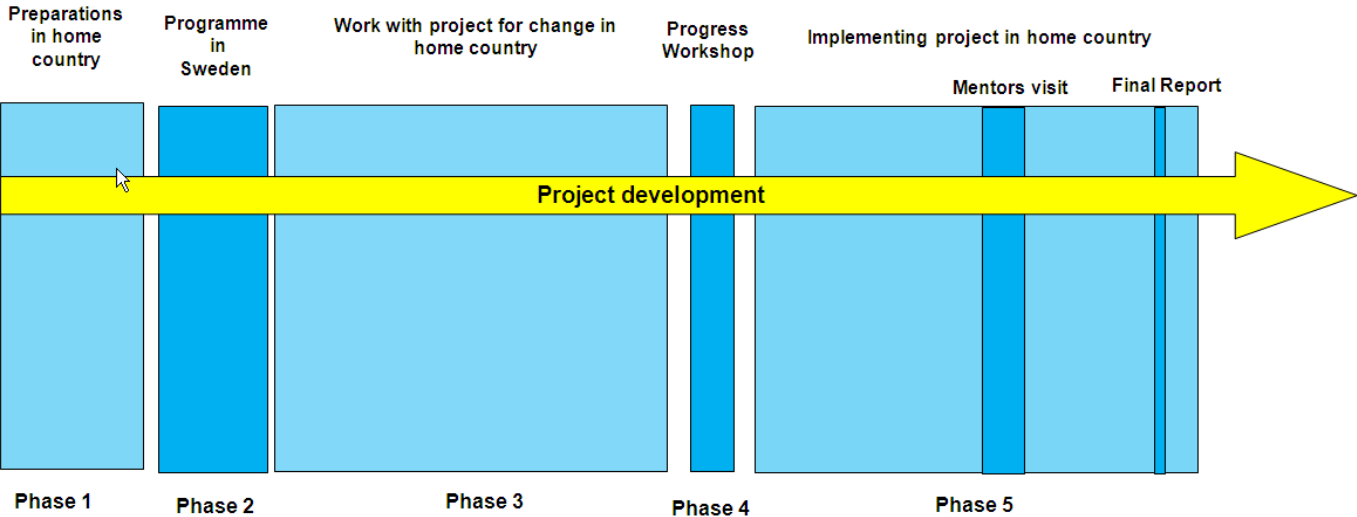 Preparations
in home
country
Programme
in
Sweden
Work with project for change in
home country
Progress
Workshop
Implementing project in home country
Mentors visit
Final Report
Project development
Phase 1
Phase 2
Phase 3
Phase 4
Phase 5